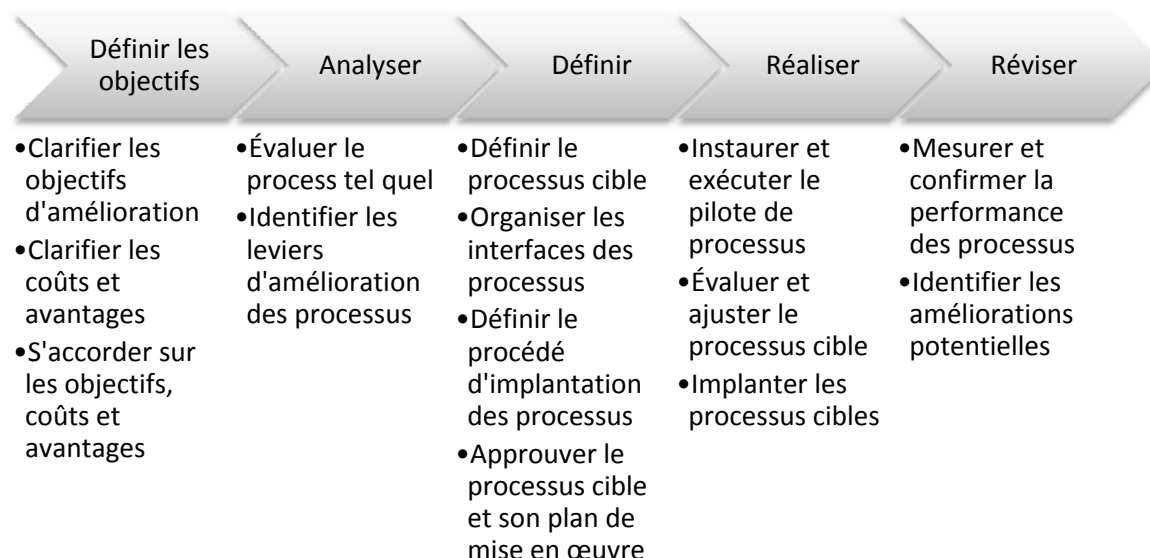 Définir les
objectifs
Analyser
Définir
Réaliser
Réviser
•Clarifier les
objectifs
d'amélioration
•Clarifier les
coûts et
avantages
•S'accorder sur
les objectifs,
coûts et
avantages
•Évaluer le
process tel quel
•Identifier les
leviers
d'amélioration
des processus
•Définir le
processus cible
•Organiser les
interfaces des
processus
•Définir le
procédé
d'implantation
des processus
•Approuver le
processus cible
et son plan de
mise en œuvre
•Instaurer et
exécuter le
pilote de
processus
•Évaluer et
ajuster le
processus cible
•Implanter les
processus cibles
•Mesurer et
confirmer la
performance
des processus
•Identifier les
améliorations
potentielles